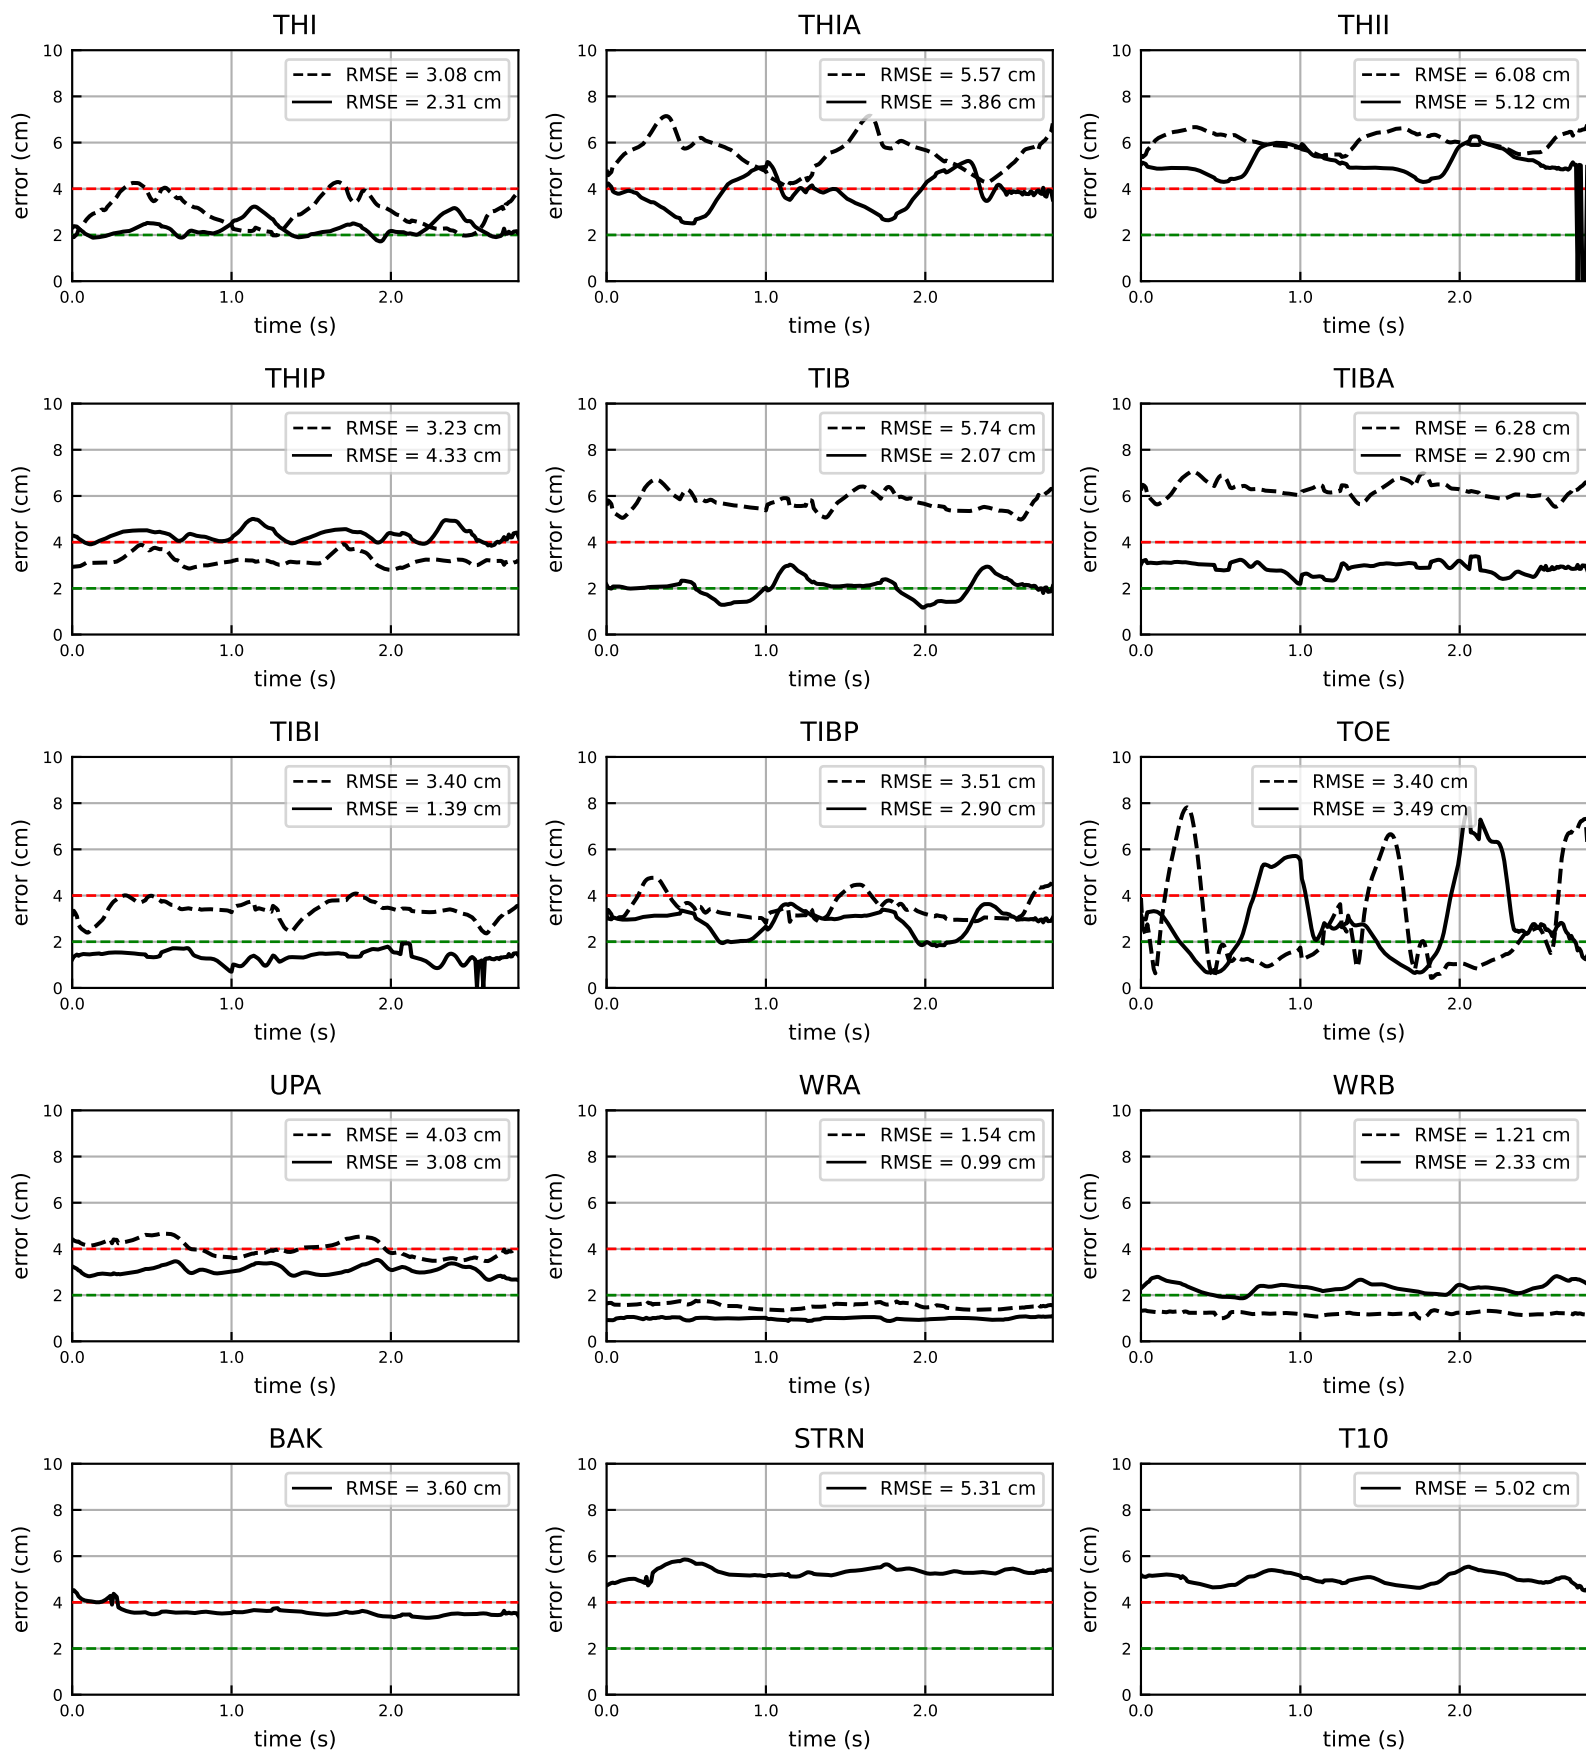 THI
THIA
THII
10
8
6
4
2
0
error (cm)
RMSE = 3.08 cm
RMSE = 2.31 cm
0.0 1.0 2.0
time (s)
10
8
6
4
2
0
error (cm)
RMSE = 5.57 cm
RMSE = 3.86 cm
0.0 1.0 2.0
time (s)
10
8
6
4
2
0
error (cm)
RMSE = 6.08 cm
RMSE = 5.12 cm
0.0 1.0 2.0
time (s)
THIP
TIB
TIBA
10
8
6
4
2
0
error (cm)
RMSE = 3.23 cm
RMSE = 4.33 cm
0.0 1.0 2.0
time (s)
10
8
6
4
2
0
error (cm)
RMSE = 5.74 cm
RMSE = 2.07 cm
0.0 1.0 2.0
time (s)
10
8
6
4
2
0
error (cm)
RMSE = 6.28 cm
RMSE = 2.90 cm
0.0 1.0 2.0
time (s)
TIBI
TIBP
TOE
10
8
6
4
2
0
error (cm)
RMSE = 3.40 cm
RMSE = 1.39 cm
0.0 1.0 2.0
time (s)
10
8
6
4
2
0
error (cm)
RMSE = 3.51 cm
RMSE = 2.90 cm
0.0 1.0 2.0
time (s)
10
8
6
4
2
0
error (cm)
RMSE = 3.40 cm
RMSE = 3.49 cm
0.0 1.0 2.0
time (s)
UPA
WRA
WRB
10
8
6
4
2
0
error (cm)
RMSE = 4.03 cm
RMSE = 3.08 cm
0.0 1.0 2.0
time (s)
10
8
6
4
2
0
error (cm)
RMSE = 1.54 cm
RMSE = 0.99 cm
0.0 1.0 2.0
time (s)
10
8
6
4
2
0
error (cm)
RMSE = 1.21 cm
RMSE = 2.33 cm
0.0 1.0 2.0
time (s)
BAK
STRN
T10
10
8
6
4
2
0
error (cm)
RMSE = 3.60 cm
0.0 1.0 2.0
time (s)
10
8
6
4
2
0
error (cm)
RMSE = 5.31 cm
0.0 1.0 2.0
time (s)
10
8
6
4
2
0
error (cm)
RMSE = 5.02 cm
0.0 1.0 2.0
time (s)